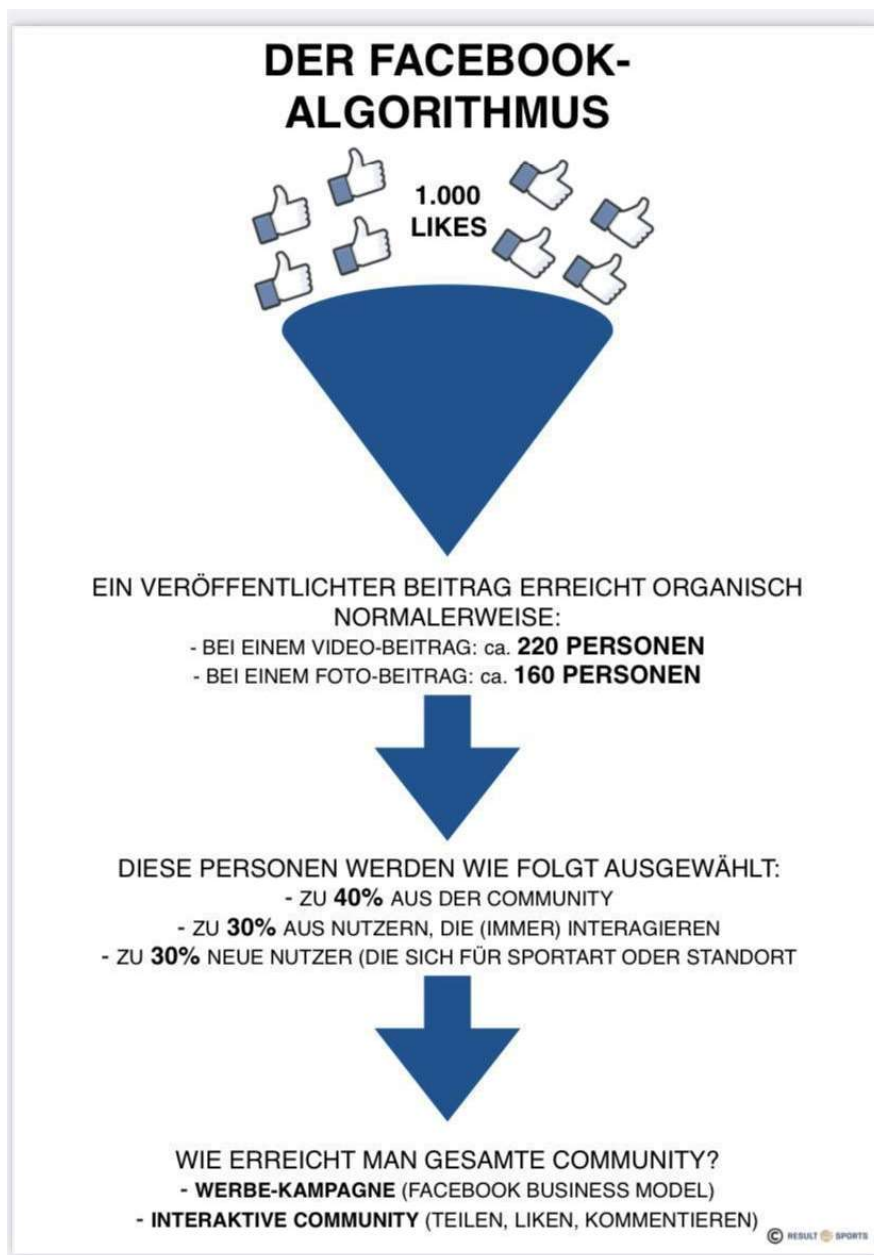 DER FACEBOOK-
ALGORITHMUS
1.000
LIKES
EIN VERÖFFENTLICHTER BEITRAG ERREICHT ORGANISCH
NORMALERWEISE:
- BEI EINEM VIDEO-BEITRAG: ca. 220 PERSONEN
- BEI EINEM FOTO-BEITRAG: ca. 160 PERSONEN
DIESE PERSONEN WERDEN WIE FOLGT AUSGEWÄHLT:
- ZU 40% AUS DER COMMUNITY
- ZU 30% AUS NUTZERN, DIE (IMMER) INTERAGIEREN
- ZU 30% NEUE NUTZER (DIE SICH FÜR SPORTART ODER STANDORT
WIE ERREICHT MAN GESAMTE COMMUNITY?
- WERBE-KAMPAGNE (FACEBOOK BUSINESS MODEL)
- INTERAKTIVE COMMUNITY (TEILEN, LIKEN, KOMMENTIEREN)
© RESULT SPORTS